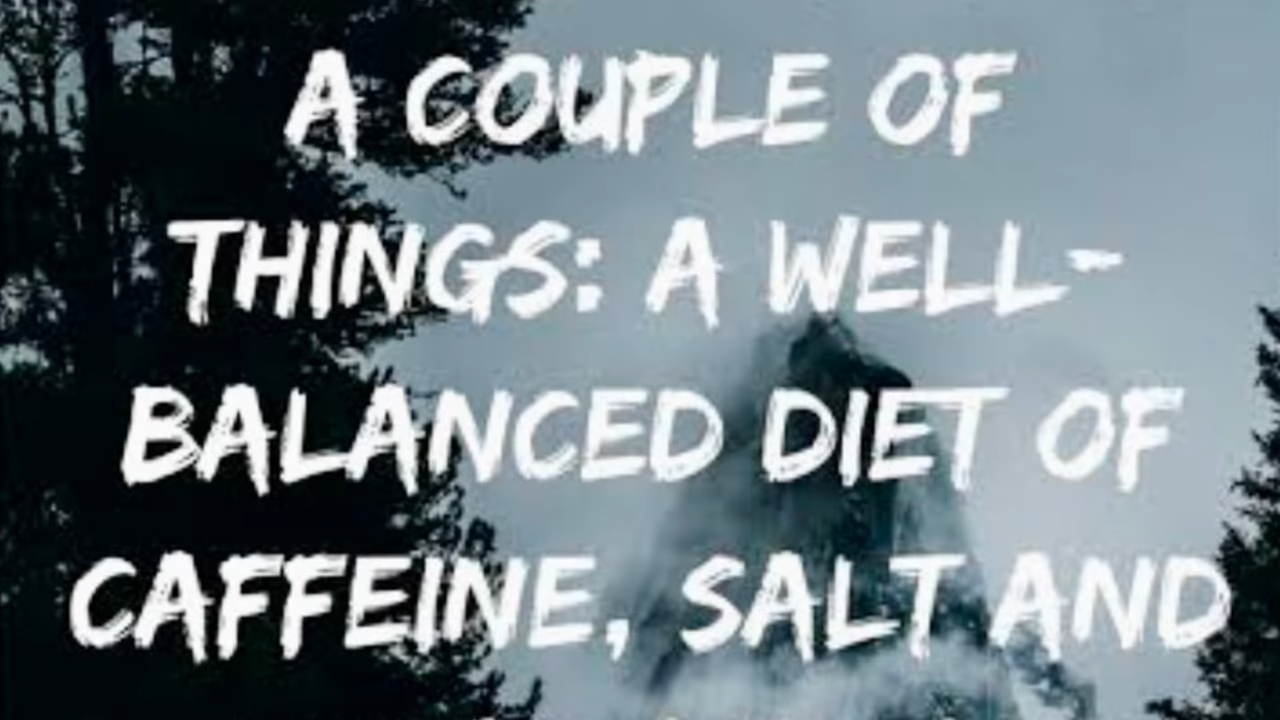 A COUPLE OF
THINGS: A WELL-
BALANCED DIET OF
CAFFEINE, SALT AND